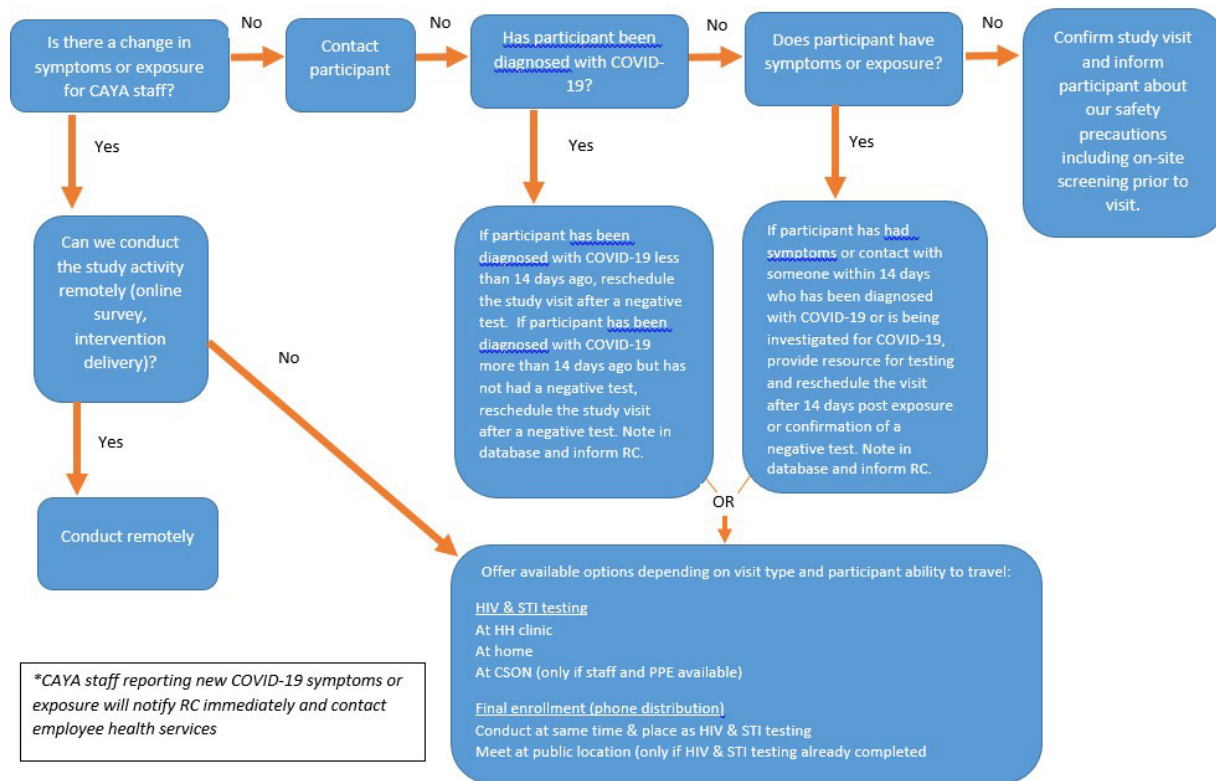 No
No
No
No
Is there a change in
symptoms or exposure
for CAYA staff?
Contact
participant
Has participant been
diagnosed with COVID-
19?
Does participant have
symptoms or exposure?
Confirm study visit
and inform
participant about
our safety
precautions
including on-site
screening prior to
visit.
Yes
Yes
Yes
Can we conduct
the study activity
remotely (online
survey,
intervention
delivery)?
If participant has been
diagnosed with COVID-19 less
than 14 days ago, reschedule
the study visit after a negative
test. If participant has been
diagnosed with COVID-19
more than 14 days ago but has
not had a negative test,
reschedule the study visit
after a negative test. Note in
database and inform RC.
If participant has had
symptoms or contact with
someone within 14 days
who has been diagnosed
with COVID-19 or is being
investigated for COVID-19,
provide resource for testing
and reschedule the visit
after 14 days post exposure
or confirmation of a
negative test. Note in
database and inform RC.
No
Yes
OR
Conduct remotely
Offer available options depending on visit type and participant ability to travel:
HIV & STI testing
At HH clinic
At home
At CSON (only if staff and PPE available)
Final enrollment (phone distribution)
Conduct at same time & place as HIV & STI testing
Meet at public location (only if HIV & STI testing already completed
*CAYA staff reporting new COVID-19 symptoms or
exposure will notify RC immediately and contact
employee health services